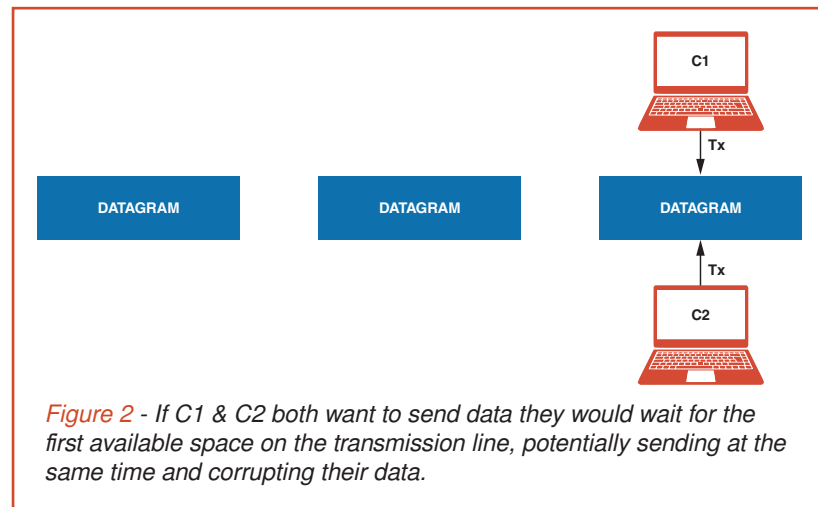 C1
Tx
DATAGRAM
DATAGRAM
DATAGRAM
Tx
C2
Figure 2 - If C1 & C2 both want to send data they would wait for the
first available space on the transmission line, potentially sending at the
same time and corrupting their data.